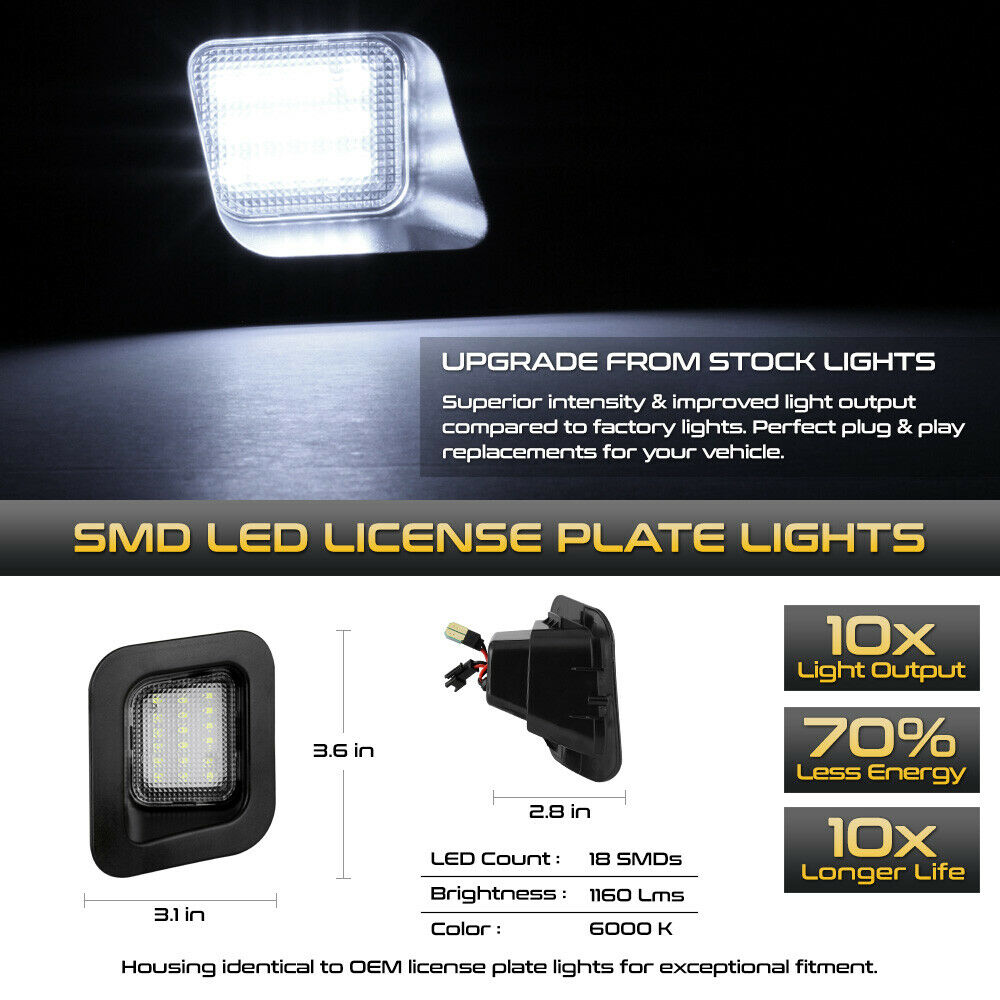 UPGRADE FROM STOCK LIGHTS
Superior intensity & improved light output
compared to factory lights. Perfect plug & play
replacements for your vehicle.
SMD LED LICENSE PLATE LIGHTS
3.6 in
3.1 in
2.8 in
LED Count : 18 SMDs
Brightness : 1160 Lms
Color : 6000 K
10x
Light Output
70%
Less Energy
10x
Longer Life
Housing identical to OEM license plate lights for exceptional fitment.